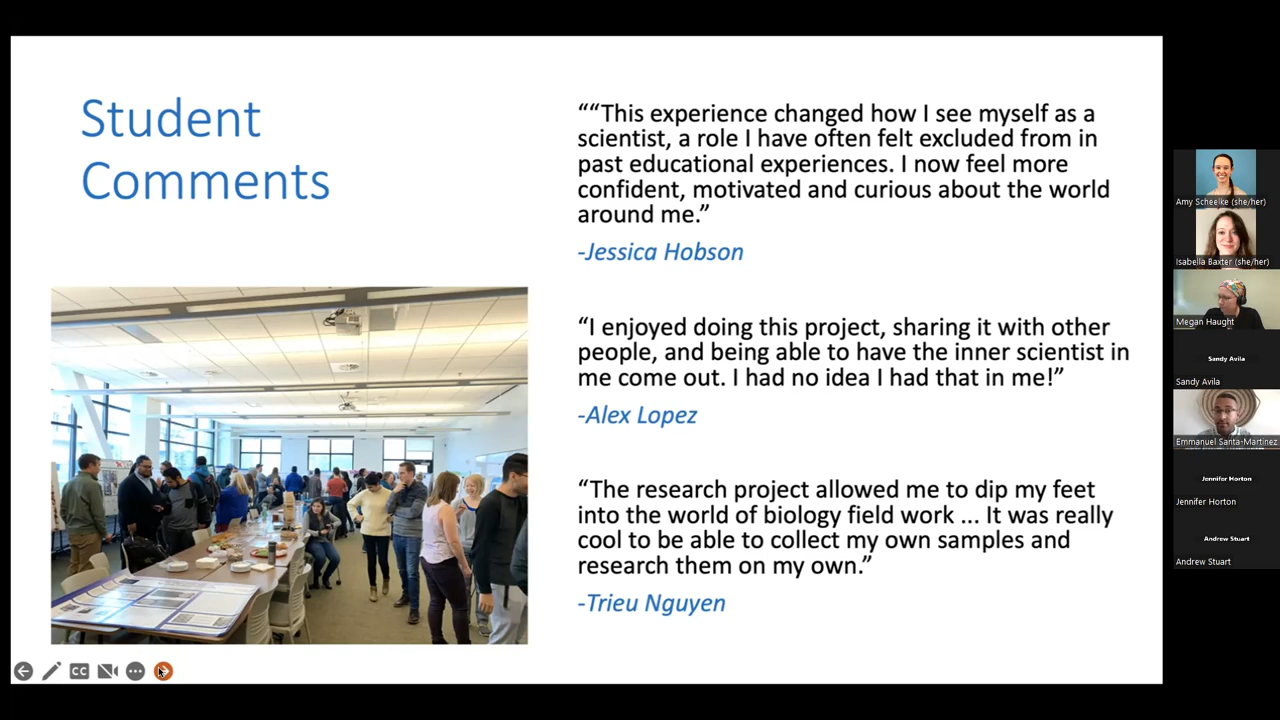 Student
Comments
““This experience changed how I see myself as a
scientist, a role I have often felt excluded from in
past educational experiences. I now feel more
confident, motivated and curious about the world
around me.”
-Jessica Hobson
“I enjoyed doing this project, sharing it with other
people, and being able to have the inner scientist in
me come out. I had no idea I had that in me!”
-Alex Lopez
“The research project allowed me to dip my feet
into the world of biology field work ... It was really
cool to be able to collect my own samples and
research them on my own.”
-Trieu Nguyen
CC
Amy Scheelke (she/her)
Isabella Baxter (she/her)
Megan Haught
Sandy Avila
Sandy Avila
Emmanuel Santa-Martinez
Jennifer Horton
Jennifer Horton
Andrew Stuart
Andrew Stuart